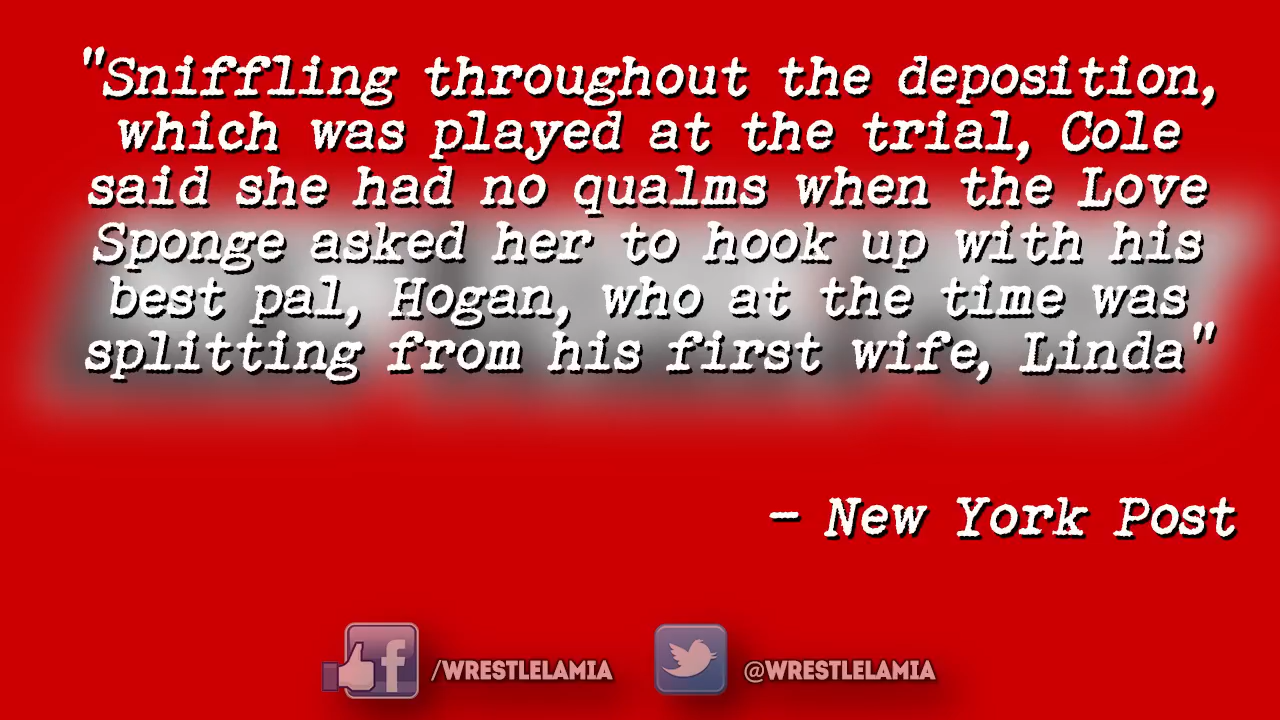 "Sniffling throughout the deposition,
which was played at the trial, Cole
said she had no qualms when the Love
Sponge asked her to hook up with his
best pal, Hogan, who at the time was
splitting from his first wife, Linda"
- New York Post
f /WRESTLELAMIA @WRESTLELAMIA